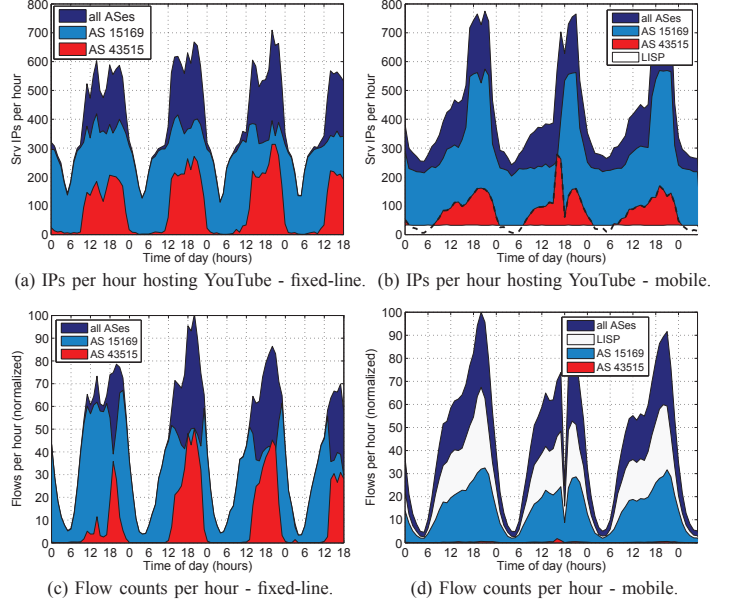 800
700
600
500
400
300
200
100
0
Srv IPs per hour
all ASes
AS 15169
AS 43515
0 6 12 18 0 6 12 18 0 6 12 18 0 6 12 18
Time of day (hours)
(a) IPs per hour hosting YouTube - fixed-line.
800
700
600
500
400
300
200
100
0
Srv IPs per hour
all ASes
AS 15169
AS 43515
LISP
0 6 12 18 0 6 12 18 0 6 12 18 0
Time of day (hours)
(b) IPs per hour hosting YouTube - mobile.
100
90
80
70
60
50
40
30
20
10
0
Flows per hour (normalized)
all ASes
AS 15169
AS 43515
0 6 12 18 0 6 12 18 0 6 12 18 0 6 12 18
Time of day (hours)
(c) Flow counts per hour - fixed-line.
100
90
80
70
60
50
40
30
20
10
0
Flows per hour (normalized)
all ASes
LISP
AS 15169
AS 43515
0 6 12 18 0 6 12 18 0 6 12 18 0
Time of day (hours)
(d) Flow counts per hour - mobile.